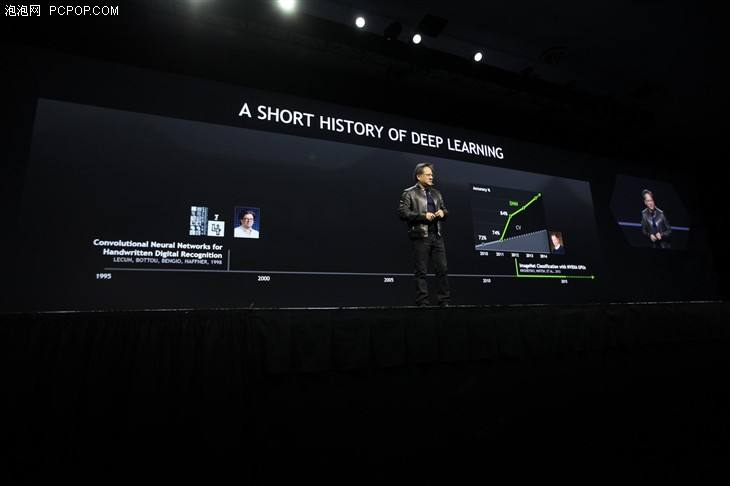 泡泡网 PCPOP.COM
A SHORT HISTORY OF DEEP LEARNING
Accuracy %
DNN
84%
CV
74%
72%
2010 2011 2012 2013 2014
Convolutional Neural Networks for
Handwritten Digital Recognition
LECUN, BOTTOU, BENGIO, HAFFNER, 1998
ImageNet Classification with NVIDIA GPUs
1995
2000
2005
2010
2015